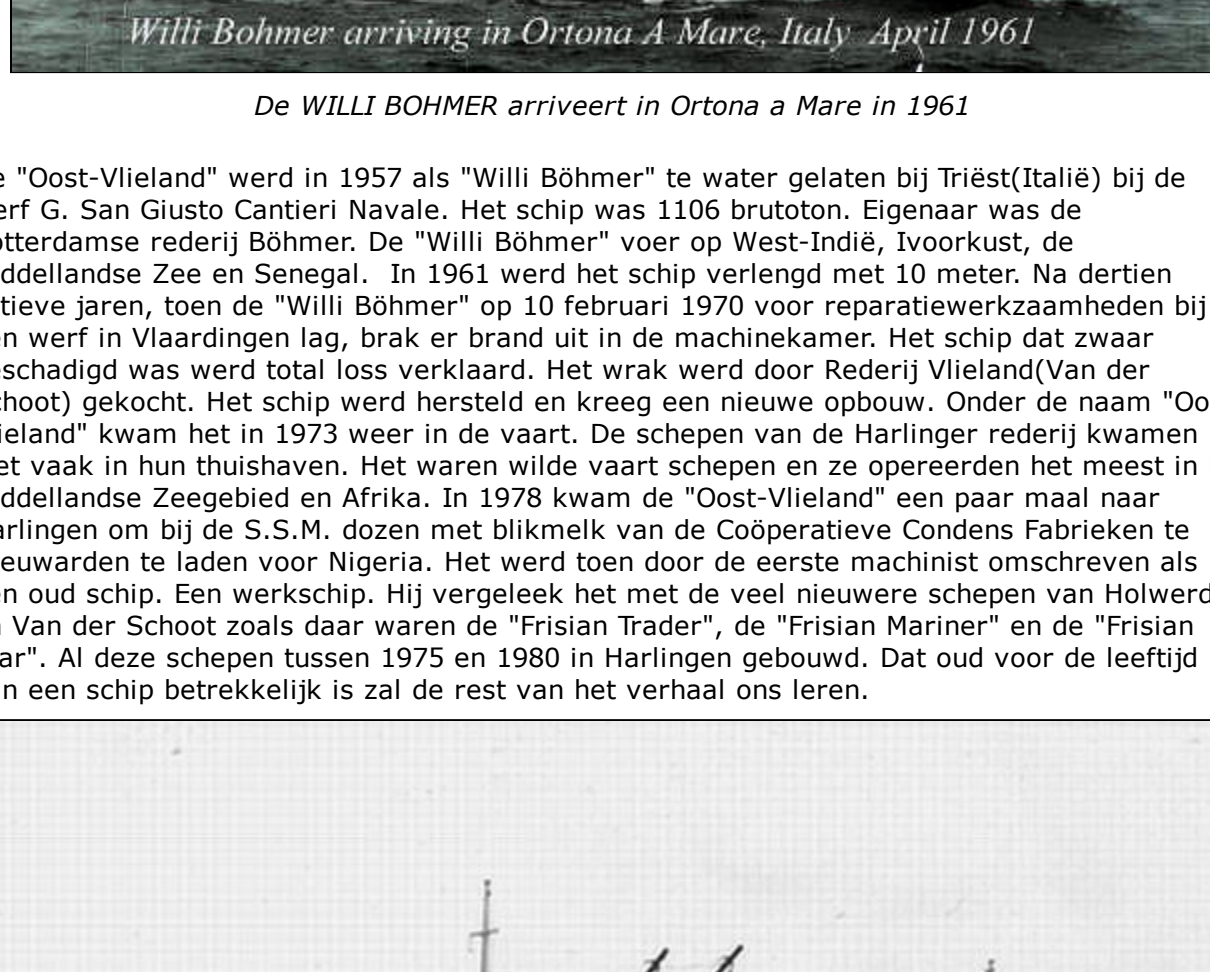 Willi Bohmer arriving in Ortona A Mare, Italy April 1961
De WILLI BOHMER arriveert in Ortona a Mare in 1961
e "Oost-Vlieland" werd in 1957 als "Willi Böhmer" te water gelaten bij Triëst(Italië) bij de
erf G. San Giusto Cantieri Navale. Het schip was 1106 brutoton. Eigenaar was de
otterdamse rederij Böhmer. De "Willi Böhmer" voer op West-Indië, Ivoorkust, de
ddellandse Zee en Senegal.  In 1961 werd het schip verlengd met 10 meter. Na dertien
tieve jaren, toen de "Willi Böhmer" op 10 februari 1970 voor reparatiewerkzaamheden bij
n werf in Vlaardingen lag, brak er brand uit in de machinekamer. Het schip dat zwaar
eschadigd was werd total loss verklaard. Het wrak werd door Rederij Vlieland(Van der
choot) gekocht. Het schip werd hersteld en kreeg een nieuwe opbouw. Onder de naam "Oo
ieland" kwam het in 1973 weer in de vaart. De schepen van de Harlinger rederij kwamen
et vaak in hun thuishaven. Het waren wilde vaart schepen en ze opereerden het meest in
ddellandse Zeegebied en Afrika. In 1978 kwam de "Oost-Vlieland" een paar maal naar
arlingen om bij de S.S.M. dozen met blikmelk van de Coöperatieve Condens Fabrieken te
eeuwarden te laden voor Nigeria. Het werd toen door de eerste machinist omschreven als
en oud schip. Een werkschip. Hij vergeleek het met de veel nieuwere schepen van Holwerd
n Van der Schoot zoals daar waren de "Frisian Trader", de "Frisian Mariner" en de "Frisian
ar". Al deze schepen tussen 1975 en 1980 in Harlingen gebouwd. Dat oud voor de leeftijd
n een schip betrekkelijk is zal de rest van het verhaal ons leren.